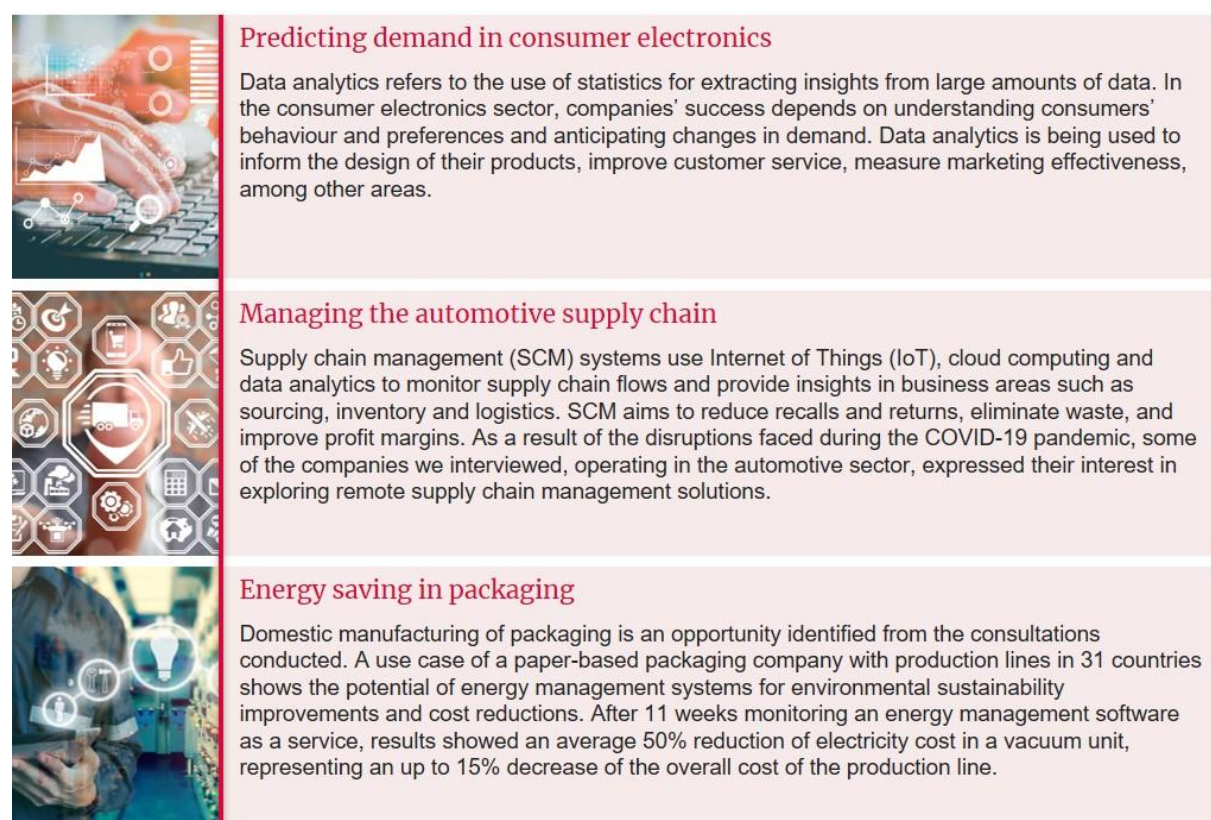 Predicting demand in consumer electronics
Data analytics refers to the use of statistics for extracting insights from large amounts of data. In
the consumer electronics sector, companies' success depends on understanding consumers'
behaviour and preferences and anticipating changes in demand. Data analytics is being used to
inform the design of their products, improve customer service, measure marketing effectiveness,
among other areas.
Managing the automotive supply chain
Supply chain management (SCM) systems use Internet of Things (IoT), cloud computing and
data analytics to monitor supply chain flows and provide insights in business areas such as
sourcing, inventory and logistics. SCM aims to reduce recalls and returns, eliminate waste, and
improve profit margins. As a result of the disruptions faced during the COVID-19 pandemic, some
of the companies we interviewed, operating in the automotive sector, expressed their interest in
exploring remote supply chain management solutions.
Energy saving in packaging
Domestic manufacturing of packaging is an opportunity identified from the consultations
conducted. A use case of a paper-based packaging company with production lines in 31 countries
shows the potential of energy management systems for environmental sustainability
improvements and cost reductions. After 11 weeks monitoring an energy management software
as a service, results showed an average 50% reduction of electricity cost in a vacuum unit,
representing an up to 15% decrease of the overall cost of the production line.